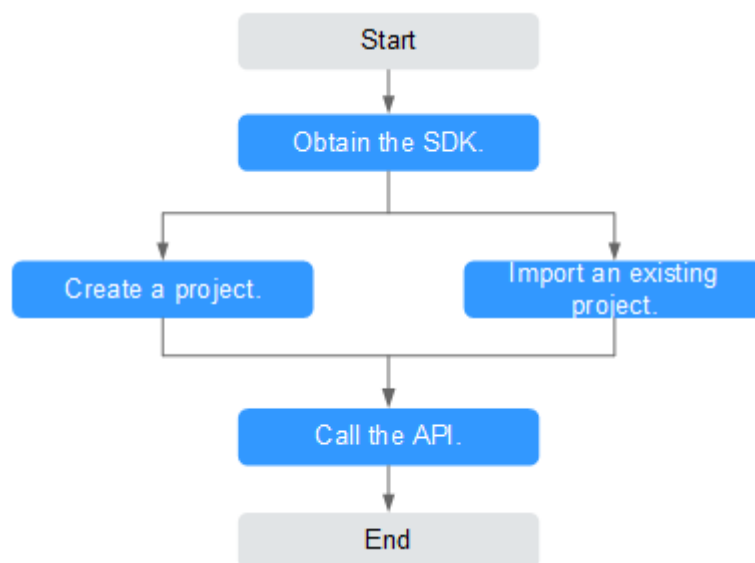 Start
Obtain the SDK.
Create a project.
Import an existing
project.
Call the API.
End